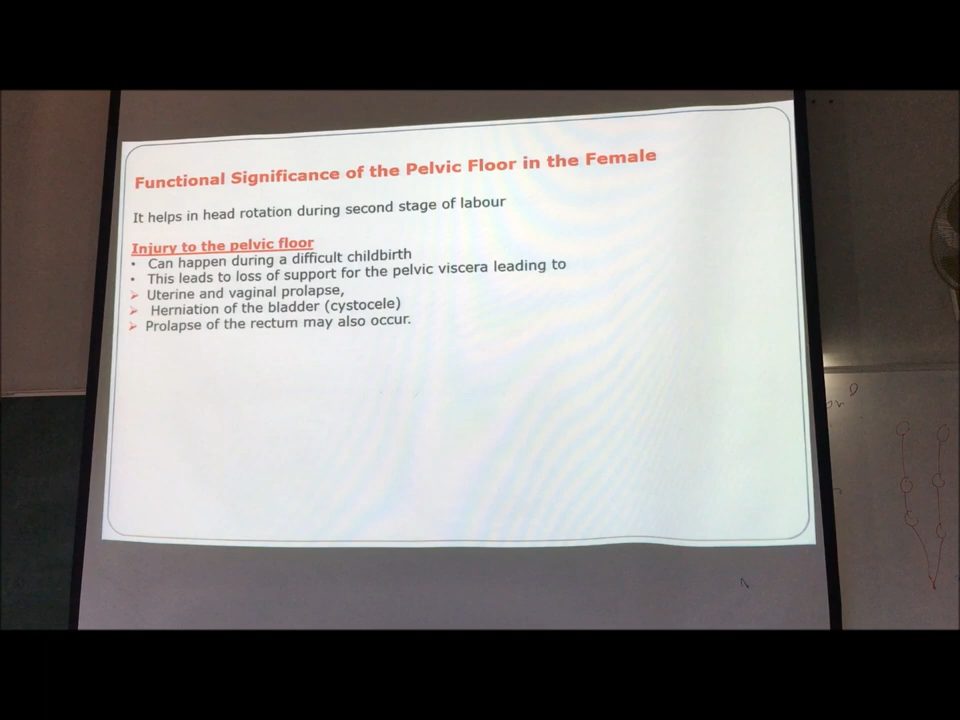 Functional Significance of the Pelvic Floor in the Female
It helps in head rotation during second stage of labour
Injury to the pelvic floor
• Can happen during a difficult childbirth
• This leads to loss of support for the pelvic viscera leading to
➢ Uterine and vaginal prolapse,
➢ Herniation of the bladder (cystocele)
➢ Prolapse of the rectum may also occur.